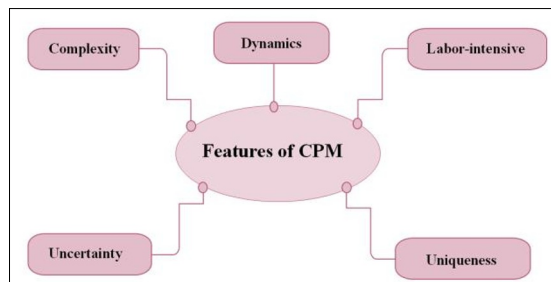 Complexity
Dynamics
Labor-intensive
Features of CPM
Uncertainty
Uniqueness